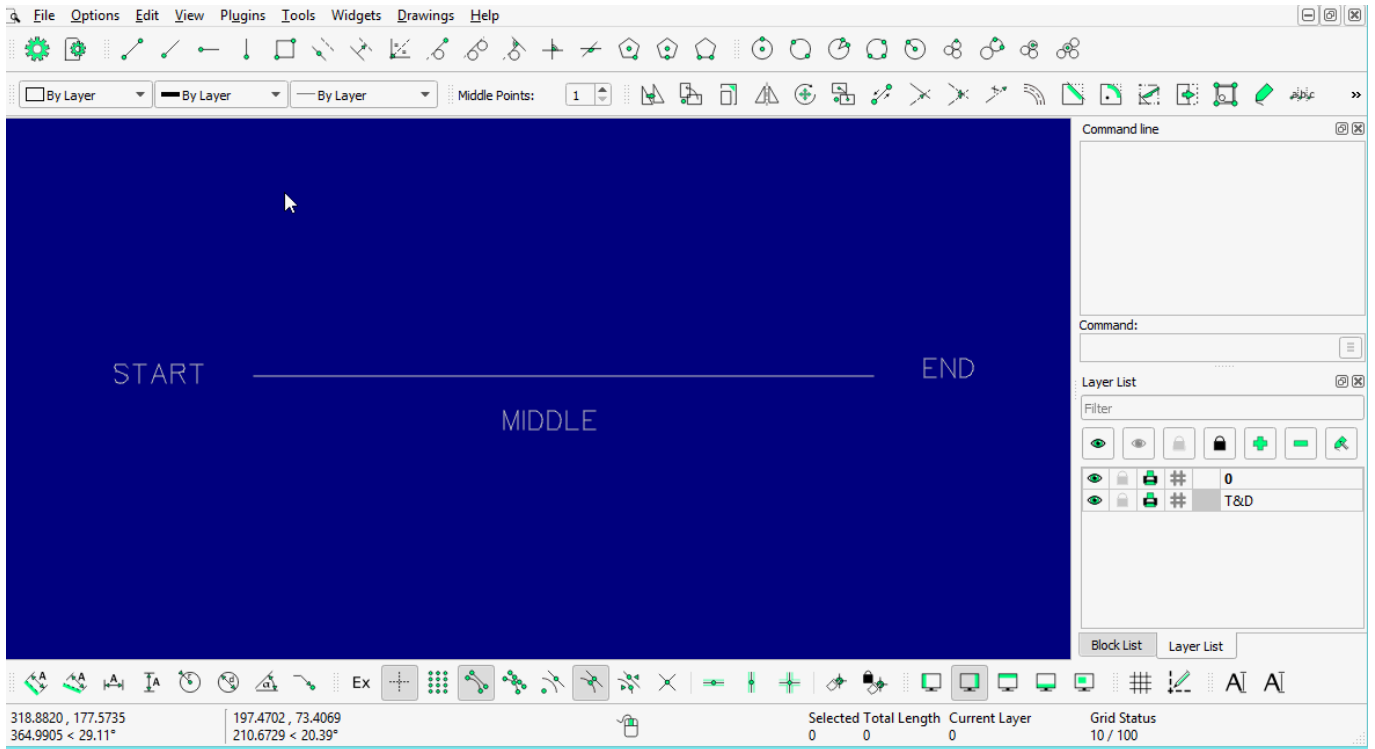 File Options Edit View Plugins Tools Widgets Drawings Help
By Layer By Layer By Layer Middle Points: 1 abc »
Command line
Command:
START END
MIDDLE
Layer List
Filter
0
T&D
Block List Layer List
A A A A a Ex A A
318.8820 , 177.5735 197.4702 , 73.4069 Selected Total Length Current Layer Grid Status
364.9905 < 29.11° 210.6729 < 20.39° 0 0 0 10 / 100